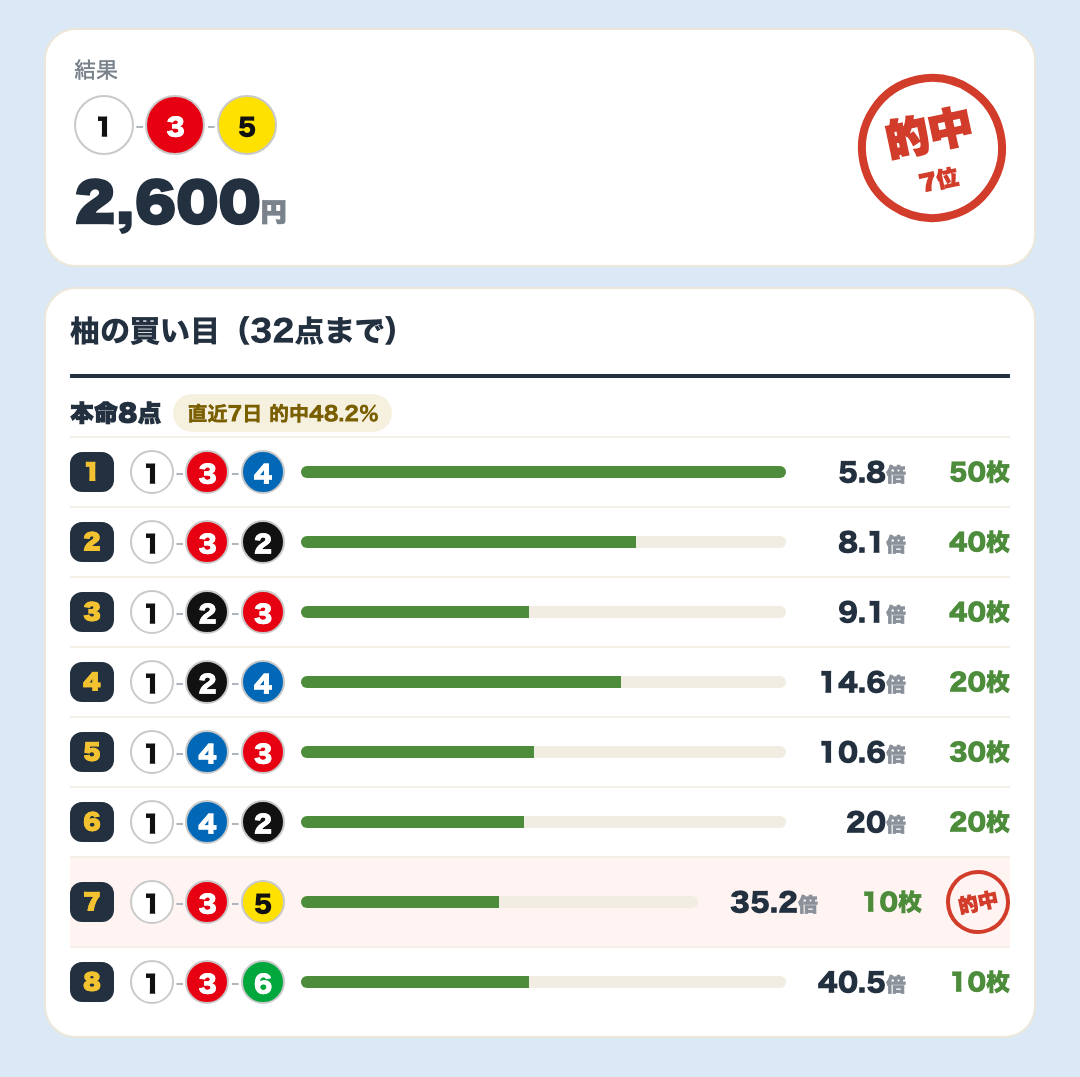 結果
1-3-5
2,600円
的中
7位
柚の買い目（32点まで）
本命8点 直近7日 的中48.2%
1 1-3-4 5.8倍 50枚
2 1-3-2 8.1倍 40枚
3 1-2-3 9.1倍 40枚
4 1-2-4 14.6倍 20枚
5 1-4-3 10.6倍 30枚
6 1-4-2 20倍 20枚
7 1-3-5 35.2倍 10枚 的中
8 1-3-6 40.5倍 10枚